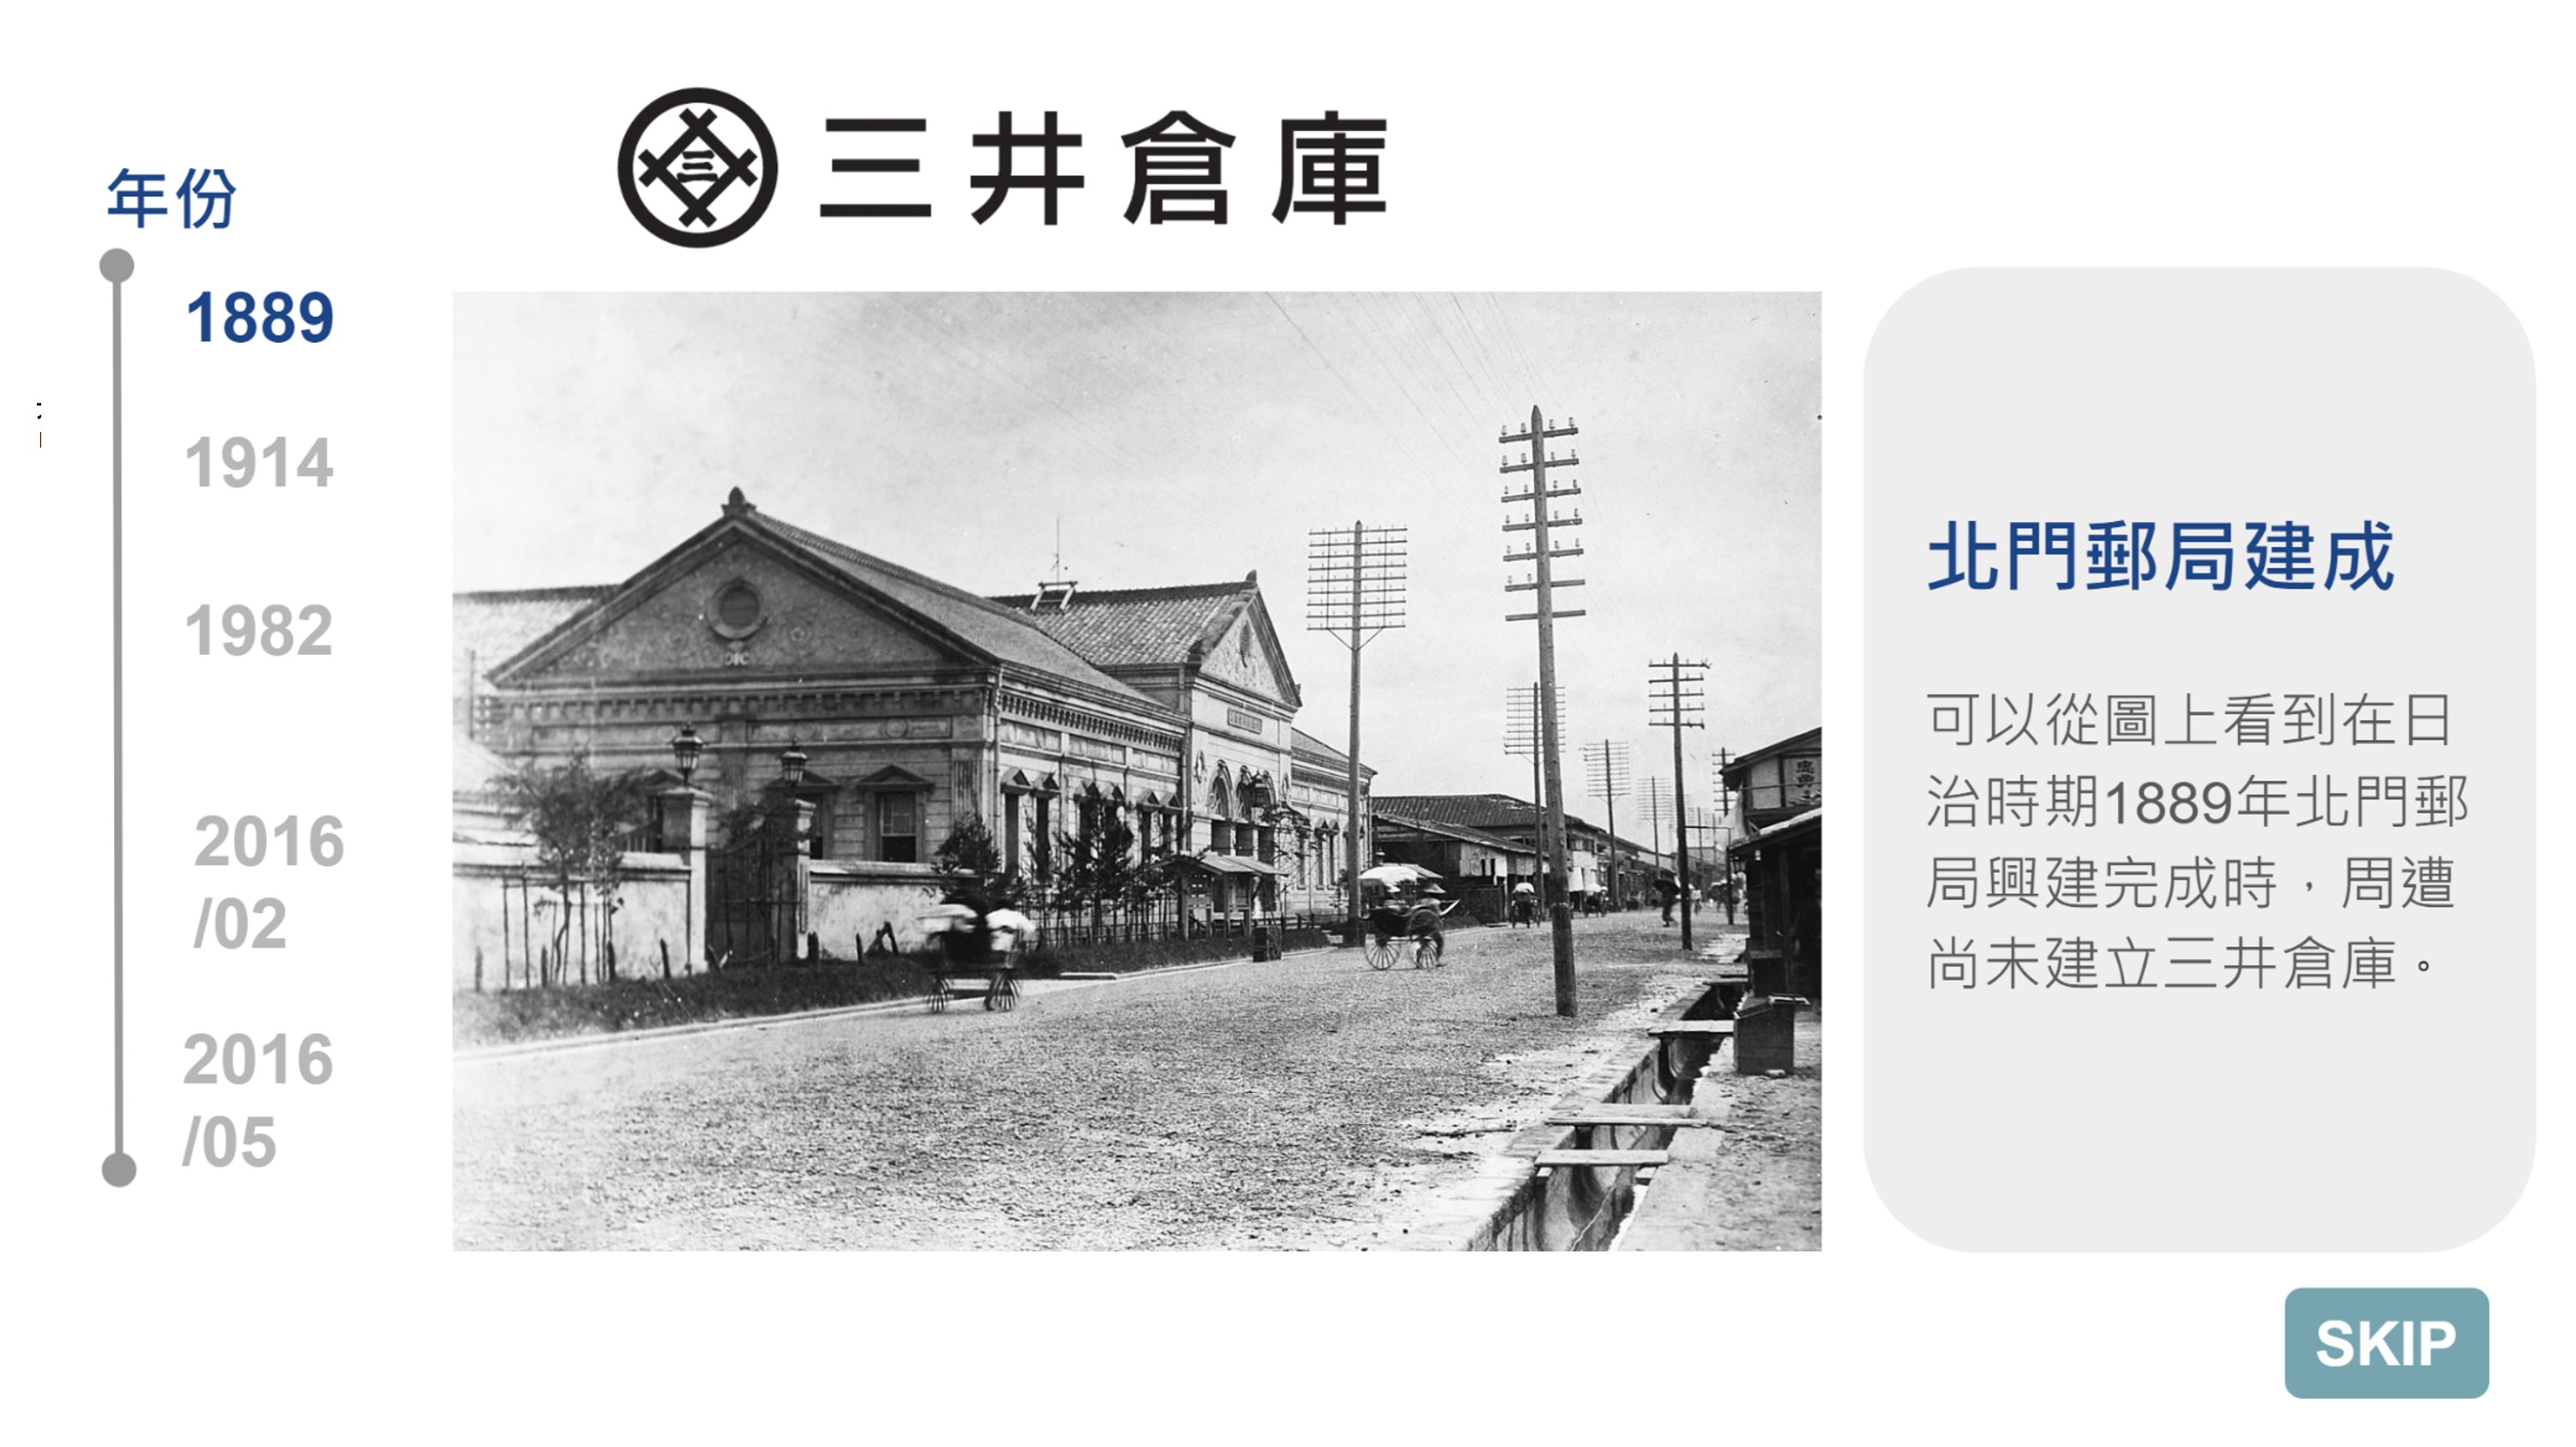 三井倉庫
年份
1889
1914
1982
2016
/02
2016
/05
北門郵局建成
可以從圖上看到在日
治時期1889年北門郵
局興建完成時，周遭
尚未建立三井倉庫。
SKIP